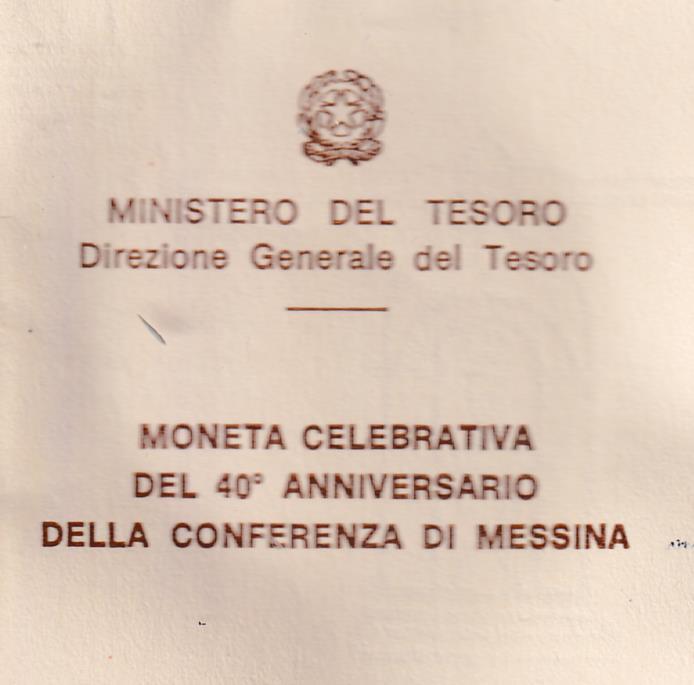 MINISTERO DEL TESORO
Direzione Generale del Tesoro
MONETA CELEBRATIVA
DEL 40° ANNIVERSARIO
DELLA CONFERENZA DI MESSINA